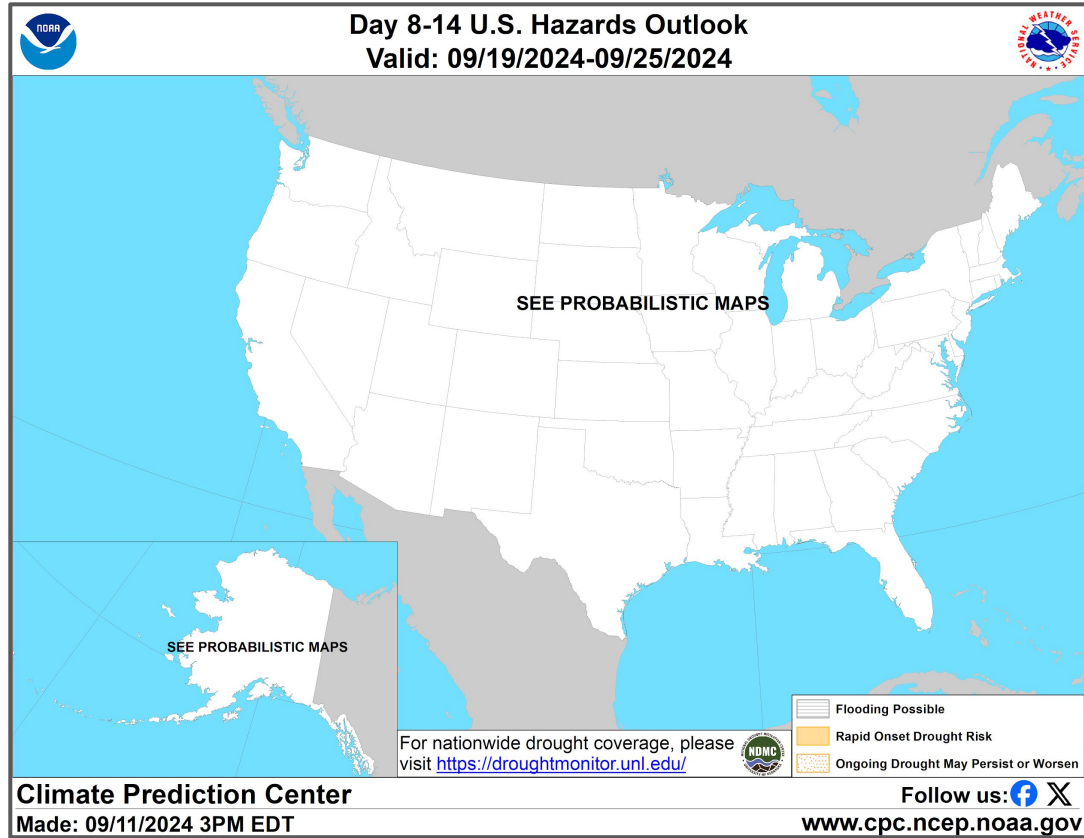 NOAA
Day 8-14 U.S. Hazards Outlook
Valid: 09/19/2024-09/25/2024
NATIONAL WEATHER SERVICE
SEE PROBABILISTIC MAPS
SEE PROBABILISTIC MAPS
For nationwide drought coverage, please
visit https://droughtmonitor.unl.edu/
NDMC
Flooding Possible
Rapid Onset Drought Risk
Ongoing Drought May Persist or Worsen
Climate Prediction Center
Follow us:
Made: 09/11/2024 3PM EDT
www.cpc.ncep.noaa.gov